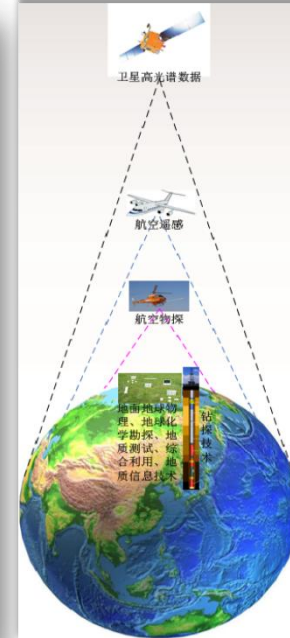 卫星高光谱数据
航空遥感
航空物探
地面地球物
理、地球化
学勘探、地
质测试、综
合利用、地
质信息技术
钻探技术